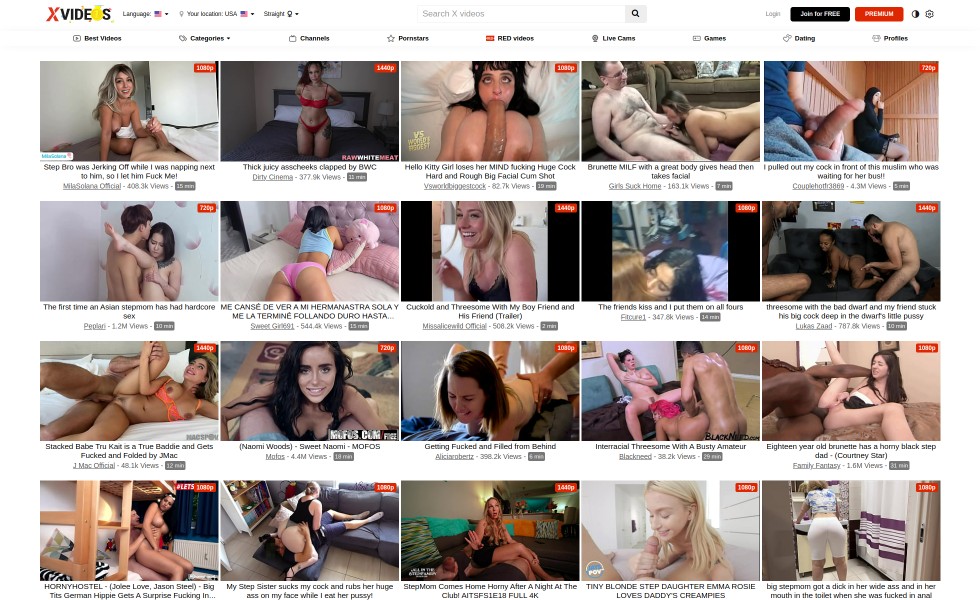 XVIDEOS
Language:
Your location: USA
Straight
Search X videos
Login
Join for FREE
PREMIUM
Best Videos
Categories
Channels
Pornstars
RED videos
Live Cams
Games
Dating
Profiles
1080p
MilaSolana
Step Bro was Jerking Off while I was napping next
to him, so I let him Fuck Me!
MilaSolana Official - 408.3k Views - 15 min
1440p
RAWWHITEMEAT
Thick juicy asscheeks clapped by BWC
Dirty Cinema - 377.9k Views - 31 min
1080p
VS WORLD'S BIGGEST
Hello Kitty Girl loses her MIND fucking Huge Cock
Hard and Rough Big Facial Cum Shot
Vsworldbiggestcock - 82.7k Views - 19 min
Brunette MILF with a great body gives head then
takes facial
Girls Suck Home - 163.1k Views - 7 min
720p
I pulled out my cock in front of this muslim who was
waiting for her bus!!
Couplehotfr3869 - 4.3M Views - 5 min
720p
The first time an Asian stepmom has had hardcore
sex
Peplari - 1.2M Views - 10 min
1080p
ME CANSÉ DE VER A MI HERMANASTRA SOLA Y
ME LA TERMINÉ FOLLANDO DURO HASTA...
Sweet Girl691 - 544.4k Views - 15 min
1440p
Cuckold and Threesome With My Boy Friend and
His Friend (Trailer)
Missalicewild Official - 508.2k Views - 2 min
1080p
The friends kiss and I put them on all fours
Fitcure1 - 347.8k Views - 14 min
1440p
threesome with the bad dwarf and my friend stuck
his big cock deep in the dwarf's little pussy
Lukas Zaad - 787.8k Views - 10 min
1440p
Stacked Babe Tru Kait is a True Baddie and Gets
Fucked and Folded by JMac
J Mac Official - 48.1k Views - 12 min
720p
MOFOS.COM FREE
(Naomi Woods) - Sweet Naomi - MOFOS
Mofos - 4.4M Views - 18 min
1080p
Getting Fucked and Filled from Behind
Aliciarobertz - 398.2k Views - 6 min
1080p
BLACKNEED.com
Interracial Threesome With A Busty Amateur
Blackneed - 38.2k Views - 29 min
1080p
Eighteen year old brunette has a horny black step
dad - (Courtney Star)
Family Fantasy - 1.6M Views - 31 min
#LETS
1080p
HORNYHOSTEL - (Jolee Love, Jason Steel) - Big
Tits German Hippie Gets A Surprise Fucking In...
1080p
My Step Sister sucks my cock and rubs her huge
ass on my face while I eat her pussy!
1440p
StepMom Comes Home Horny After A Night At The
Club! AITSFS1E18 FULL 4K
1080p
POV
TINY BLONDE STEP DAUGHTER EMMA ROSIE
LOVES DADDY'S CREAMPIES
1080p
big stepmom got a dick in her wide ass and in her
mouth in the toilet when she was fucked in anal